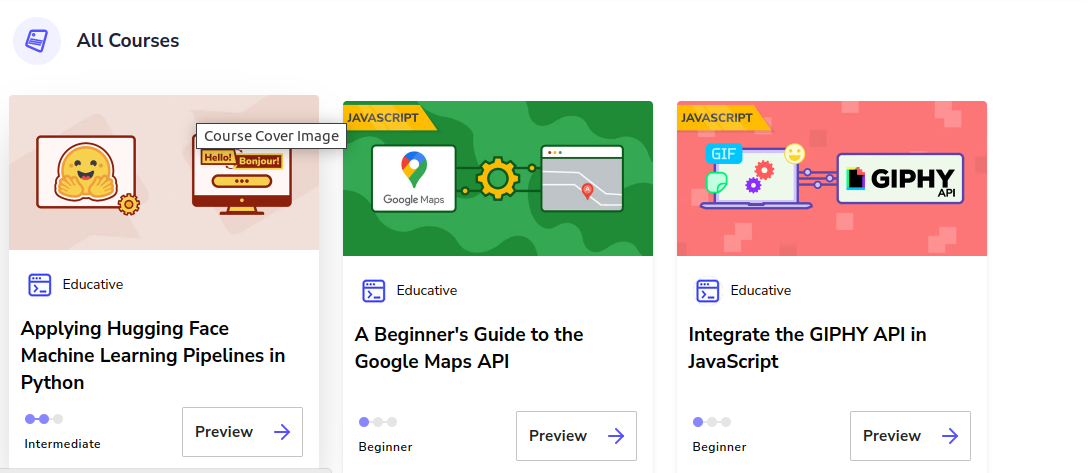 All Courses
Course Cover Image
Hello!
Bonjour!
Educative
Applying Hugging Face
Machine Learning Pipelines in
Python
Intermediate
Preview
JAVASCRIPT
Google Maps
A
Educative
A Beginner's Guide to the
Google Maps API
Beginner
Preview
JAVASCRIPT
GIF
GIPHY
API
Educative
Integrate the GIPHY API in
JavaScript
Beginner
Preview